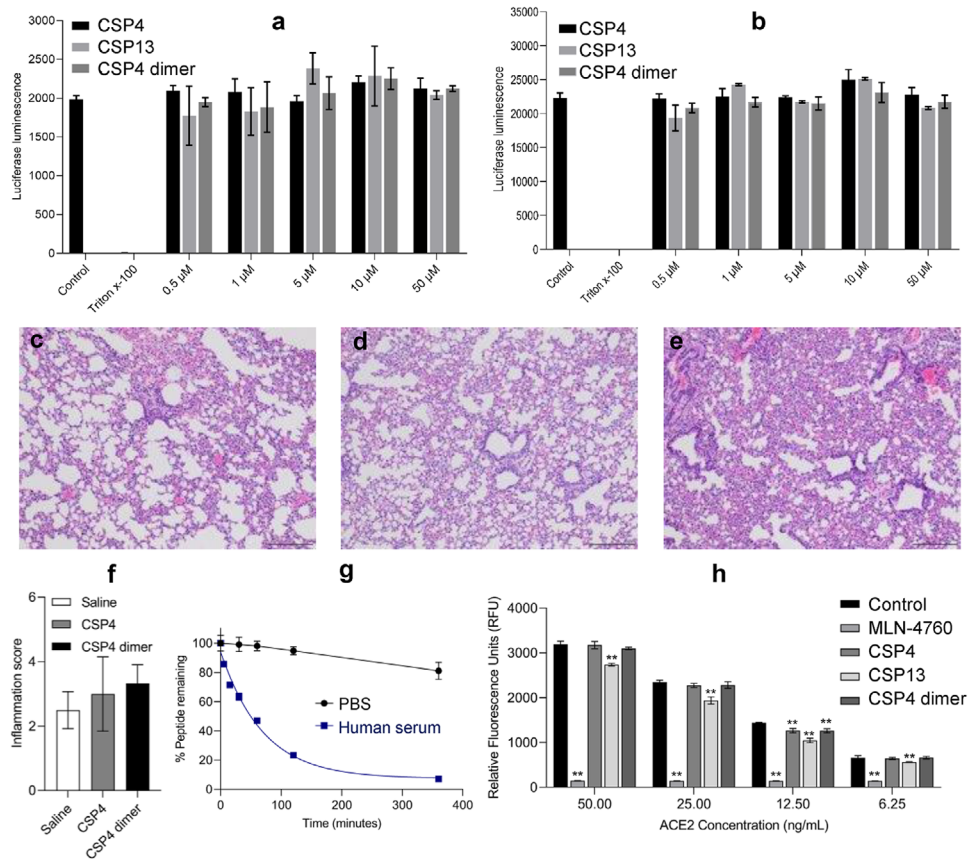 a
CSP4
CSP13
CSP4 dimer
Luciferase luminescence
3000
2500
2000
1500
1000
500
0
Control
Triton x-100
0.5 µM
1 µM
5 µM
10 µM
50 µM
b
CSP4
CSP13
CSP4 dimer
Luciferase luminescence
35000
30000
25000
20000
15000
10000
5000
0
Control
Triton x-100
0.5 µM
1 µM
5 µM
10 µM
50 µM
c
d
e
f
Saline
CSP4
CSP4 dimer
Inflammation score
6
4
2
0
Saline
CSP4
CSP4 dimer
g
% Peptide remaining
100
80
60
40
20
0
PBS
Human serum
0
100
200
300
400
Time (minutes)
h
Control
MLN-4760
CSP4
CSP13
CSP4 dimer
Relative Fluorescence Units (RFU)
4000
3000
2000
1000
0
**
**
**
**
**
**
**
**
**
**
50.00
25.00
12.50
6.25
ACE2 Concentration (ng/mL)